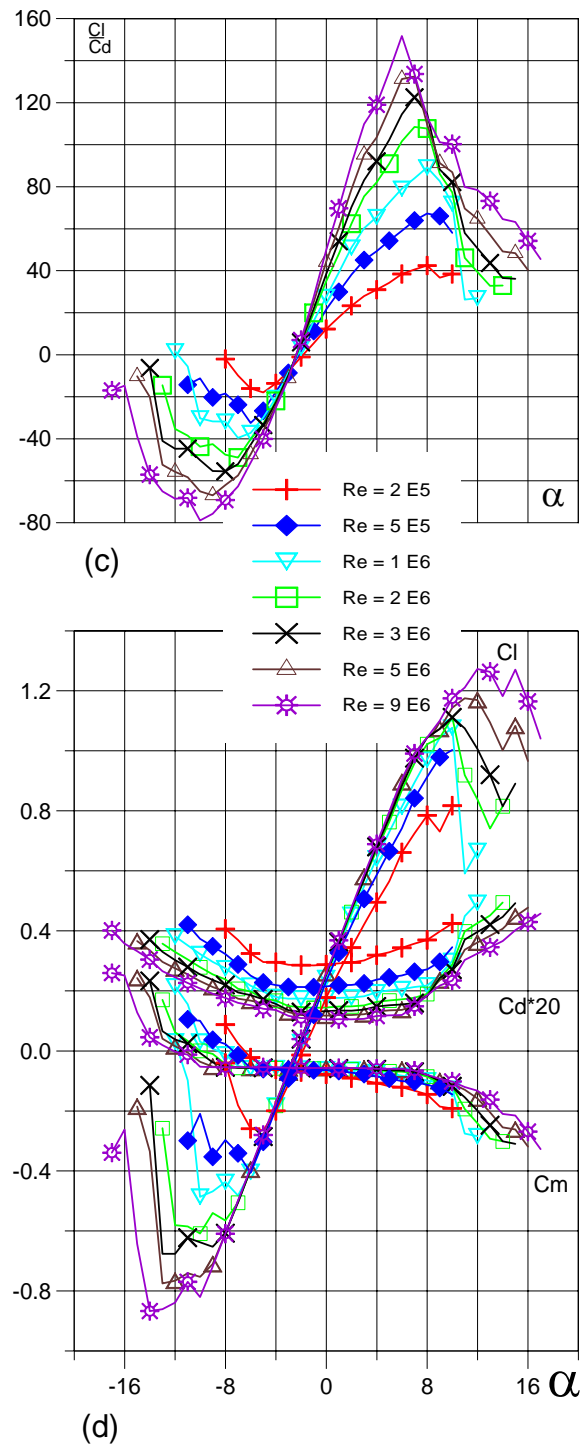 160
Cl
Cd
120
80
40
0
-40
-80
α
(c)
Re = 2 E5
Re = 5 E5
Re = 1 E6
Re = 2 E6
Re = 3 E6
Re = 5 E6
Re = 9 E6
Cl
1.2
0.8
0.4
Cd*20
0.0
Cm
-0.4
-0.8
-16 -8 0 8 16 α
(d)